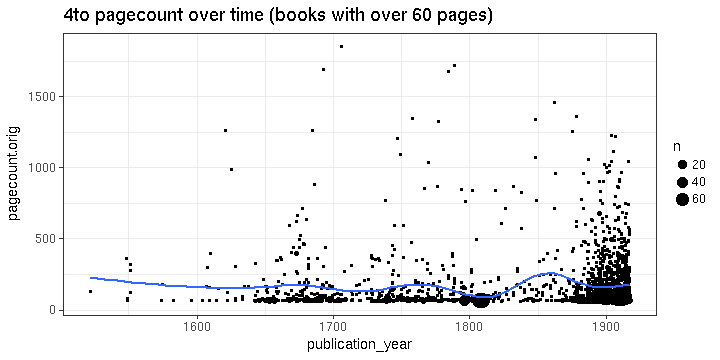 4to pagecount over time (books with over 60 pages)
pagecount.orig
1500
1000
500
0
1600
1700
1800
1900
publication_year
n
20
40
60